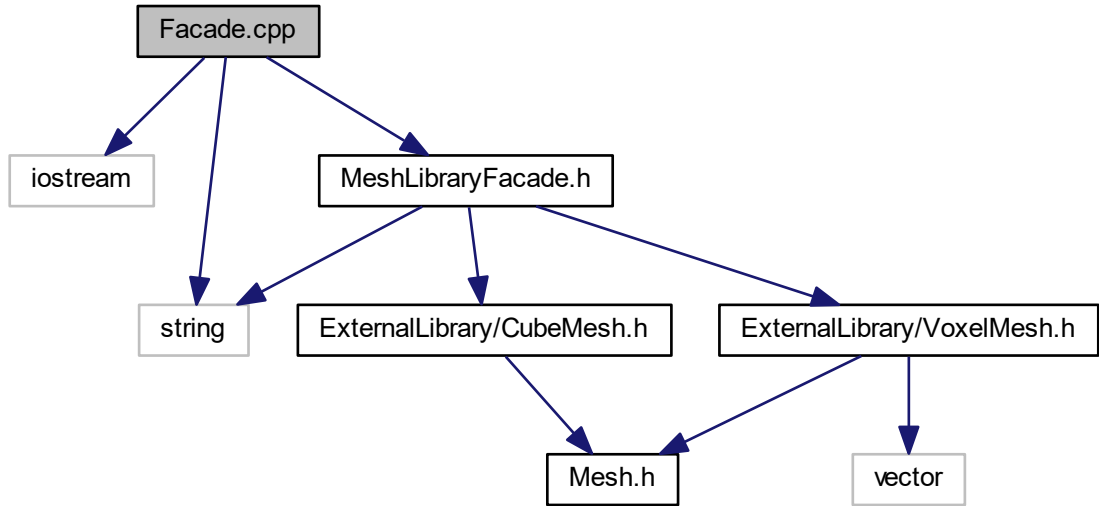 Facade.cpp
iostream
MeshLibraryFacade.h
string
ExternalLibrary/CubeMesh.h
ExternalLibrary/VoxelMesh.h
Mesh.h
vector